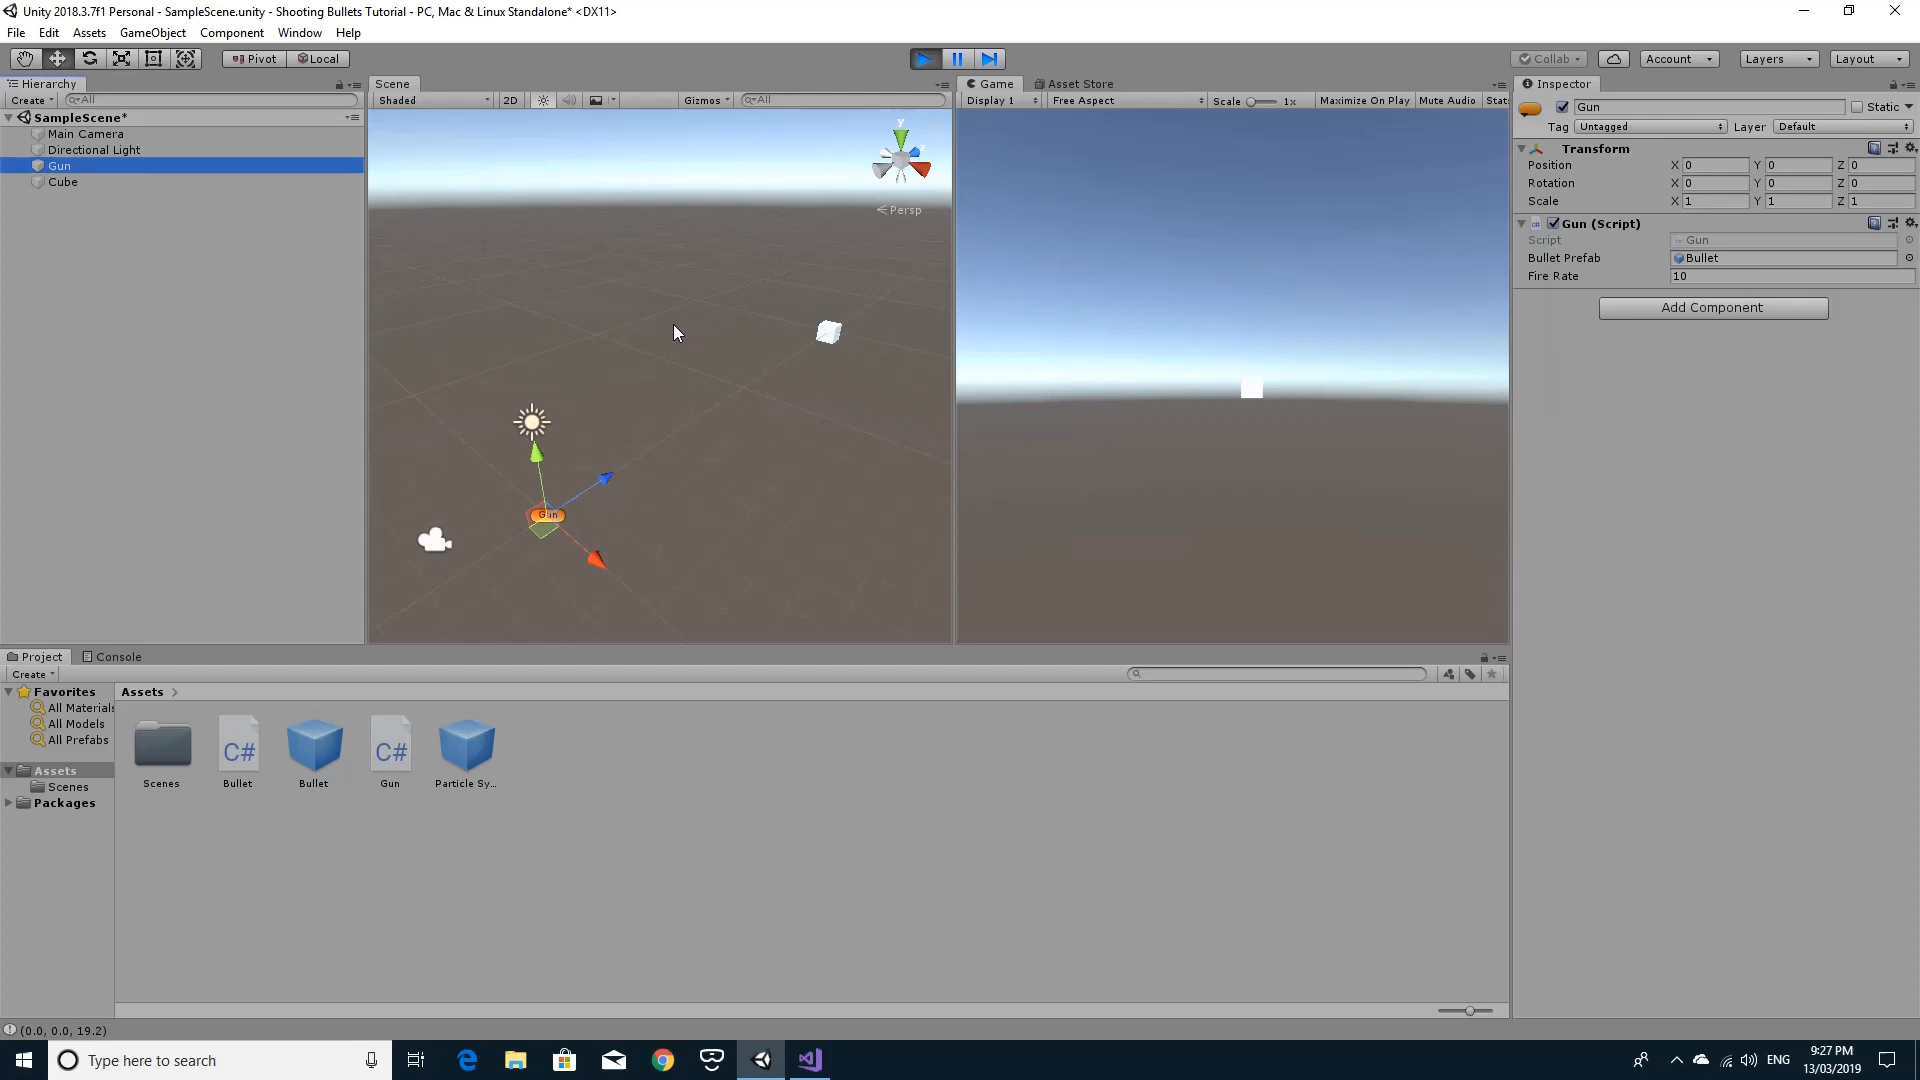 Unity 2018.3.7f1 Personal - SampleScene.unity - Shooting Bullets Tutorial - PC, Mac & Linux Standalone* <DX11>
File Edit Assets GameObject Component Window Help
Pivot Local Collab Account Layers Layout
Hierarchy Scene Game Asset Store Inspector
Create All Shaded 2D Gizmos All Display 1 Free Aspect Scale 1x Maximize On Play Mute Audio Stats
Gun Static
SampleScene*
Main Camera
Directional Light
Gun
Cube
y
Persp
Gun
Tag Untagged Layer Default
Transform
Position X 0 Y 0 Z 0
Rotation X 0 Y 0 Z 0
Scale X 1 Y 1 Z 1
Gun (Script)
Script Gun
Bullet Prefab Bullet
Fire Rate 10
Add Component
Project Console
Create
Favorites
All Materials
All Models
All Prefabs
Assets
Scenes
Packages
Assets
C# C#
Scenes Bullet Bullet Gun Particle Sy...
(0.0, 0.0, 19.2)
Type here to search
ENG
9:27 PM
13/03/2019